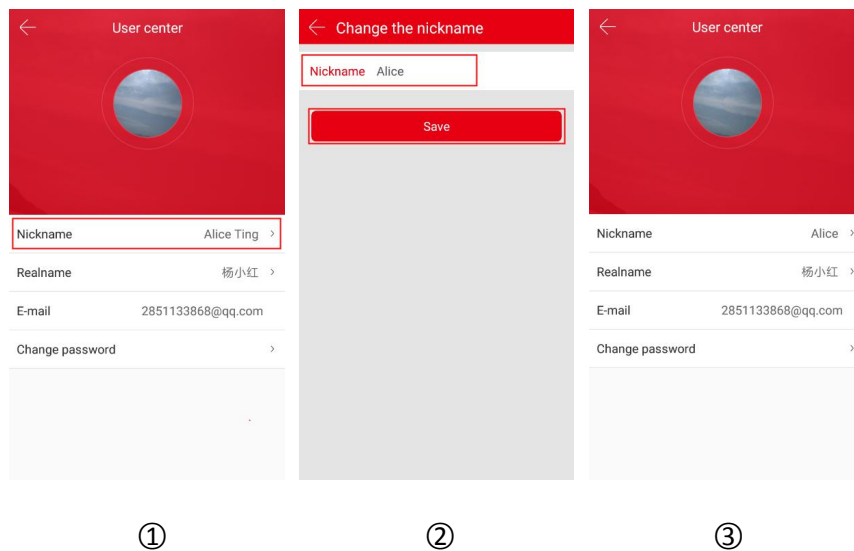 User center
Nickname Alice Ting >
Realname 杨小红 >
E-mail 2851133868@qq.com
Change password >
①
← Change the nickname
Nickname Alice
Save
②
User center
Nickname Alice >
Realname 杨小红 >
E-mail 2851133868@qq.com
Change password >
③